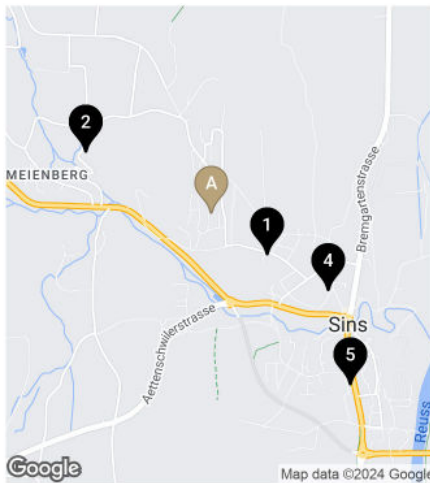 2
MEIENBERG
A
Bremgartenstrasse
1
4
Sins
Aettenschwilerstrasse
5
Reuss
Google
Map data ©2024 Google